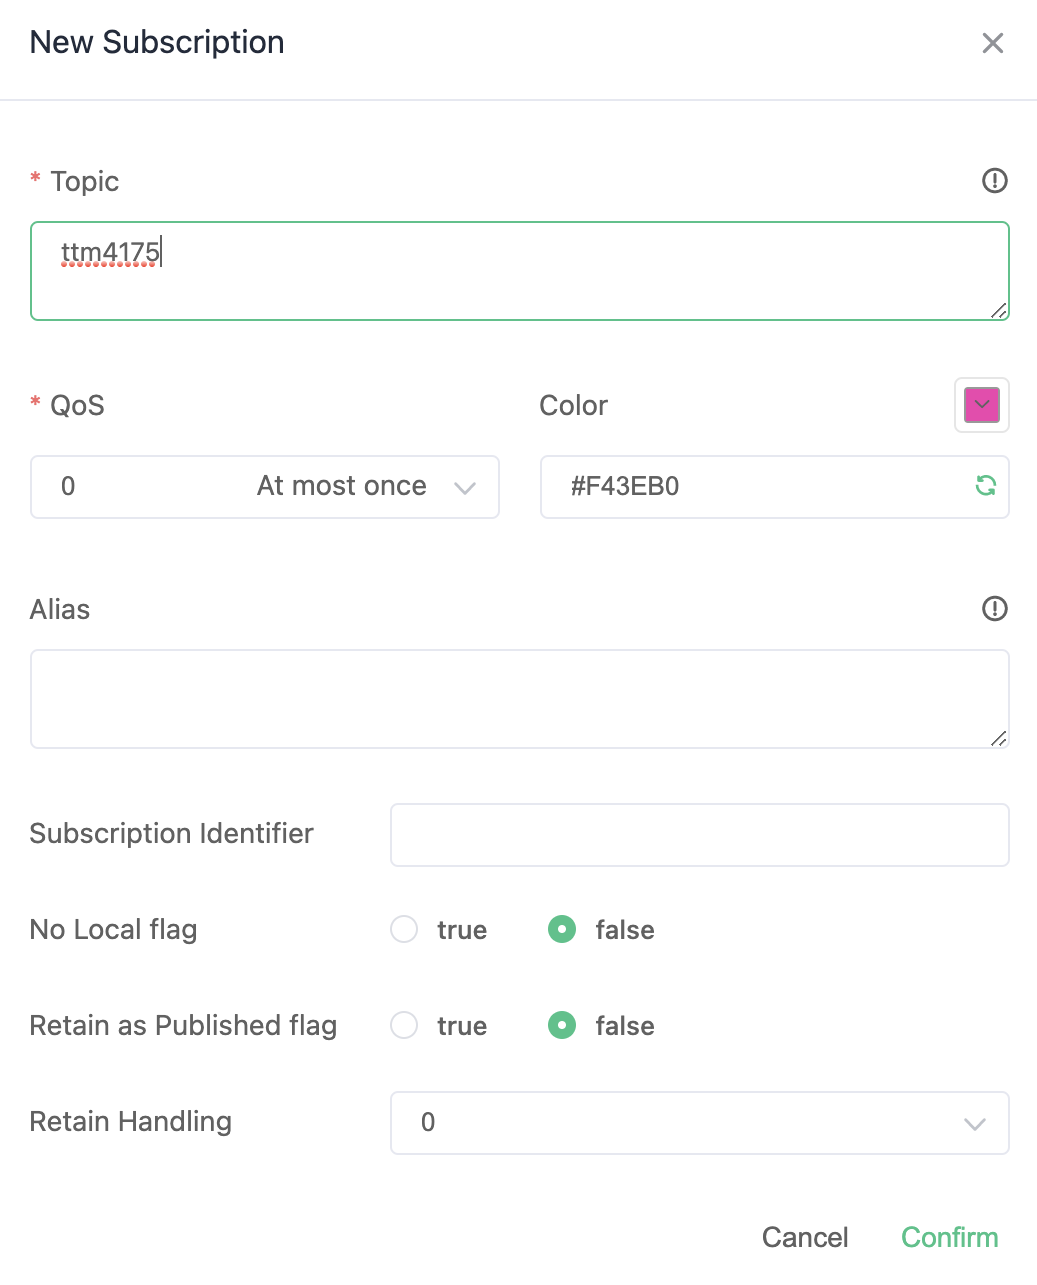 New Subscription
* Topic
ttm4175
* QoS
Color
0 At most once
#F43EB0
Alias
Subscription Identifier
No Local flag true false
Retain as Published flag true false
Retain Handling 0
Cancel Confirm